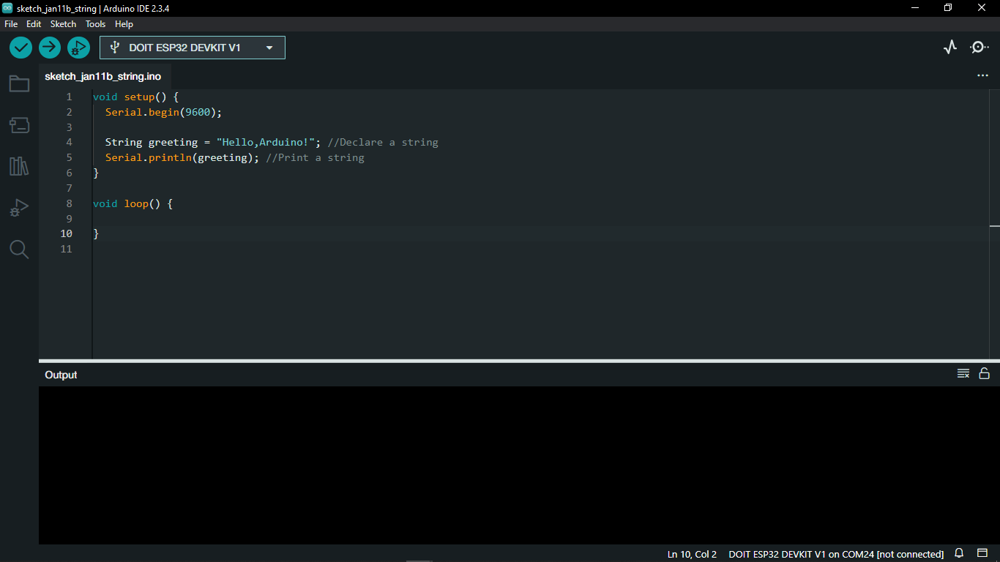 sketch_jan11b_string | Arduino IDE 2.3.4
File Edit Sketch Tools Help
DOIT ESP32 DEVKIT V1
sketch_jan11b_string.ino
1 void setup() {
2 Serial.begin(9600);
3
4 String greeting = "Hello,Arduino!"; //Declare a string
5 Serial.println(greeting); //Print a string
6 }
7
8 void loop() {
9
10 }
11
Output
Ln 10, Col 2 DOIT ESP32 DEVKIT V1 on COM24 [not connected]